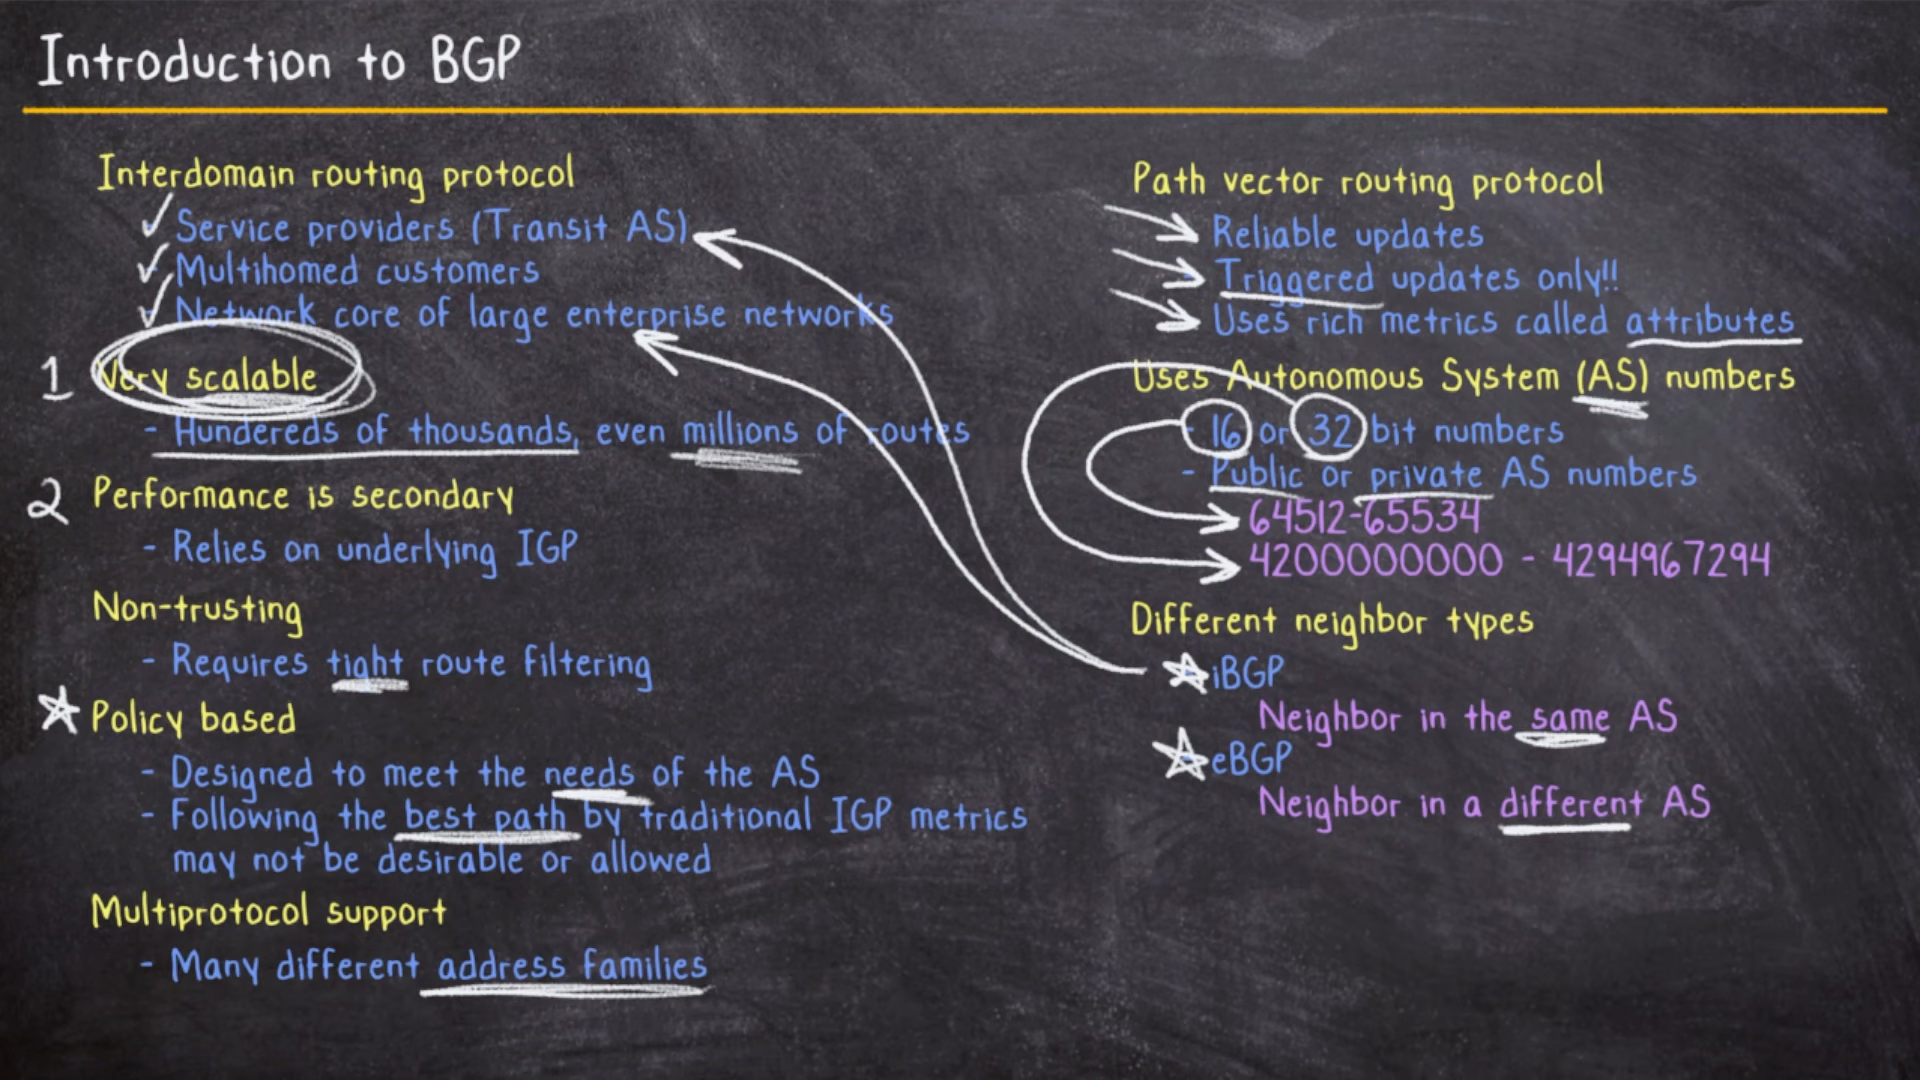 Introduction to BGP
Interdomain routing protocol
Service providers (Transit AS)
Multihomed customers
Network core of large enterprise networks
1 Very scalable
- Hundereds of thousands, even millions of routes
2 Performance is secondary
- Relies on underlying IGP
Non-trusting
- Requires tight route filtering
Policy based
- Designed to meet the needs of the AS
- Following the best path by traditional IGP metrics
may not be desirable or allowed
Multiprotocol support
- Many different address families
Path vector routing protocol
Reliable updates
- Triggered updates only!!
Uses rich metrics called attributes
Uses Autonomous System (AS) numbers
- 16 or 32 bit numbers
- Public or private AS numbers
64512-65534
4200000000 - 4294967294
Different neighbor types
iBGP
Neighbor in the same AS
eBGP
Neighbor in a different AS